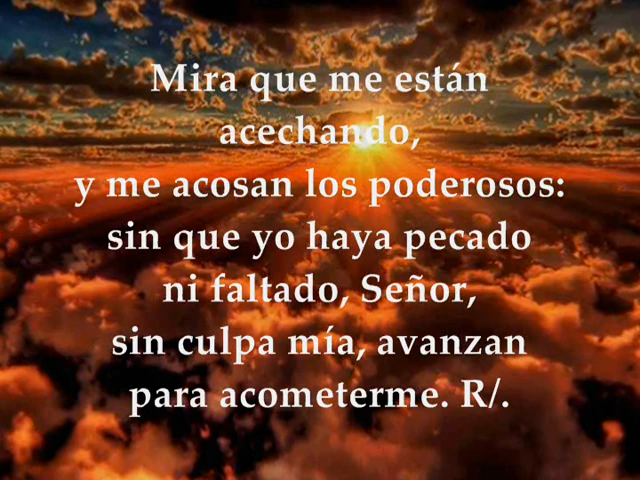 Mira que me están
acechando,
y me acosan los poderosos:
sin que yo haya pecado
ni faltado, Señor,
sin culpa mía, avanzan
para acometerme. R/.